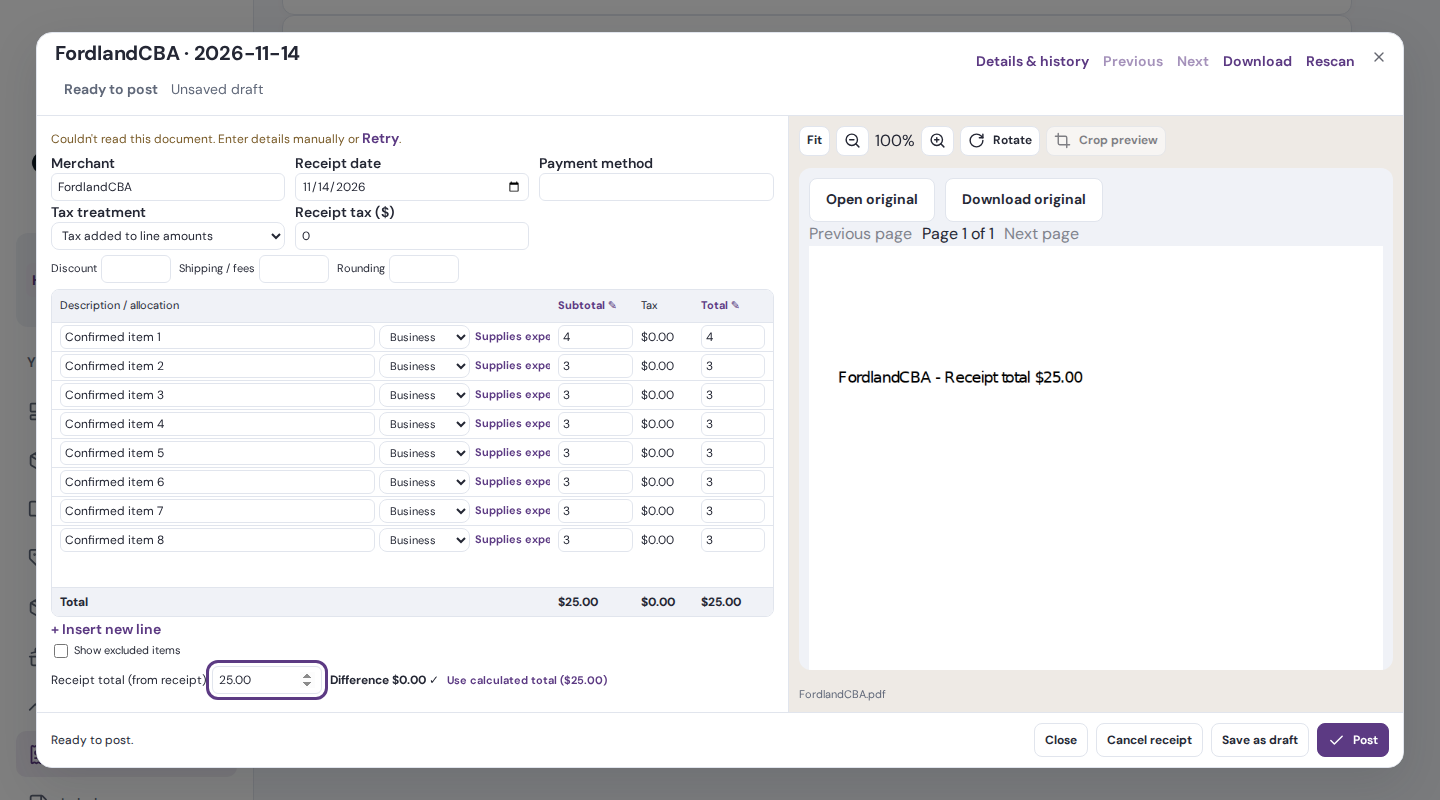 FordlandCBA · 2026-11-14
Details & history Previous Next Download Rescan
Ready to post Unsaved draft
Couldn't read this document. Enter details manually or Retry.
Merchant Receipt date Payment method
FordlandCBA 11/14/2026
Tax treatment Receipt tax ($)
Tax added to line amounts 0
Discount Shipping / fees Rounding
Description / allocation Subtotal ✎ Tax Total ✎
Confirmed item 1 Business Supplies expe 4 $0.00 4
Confirmed item 2 Business Supplies expe 3 $0.00 3
Confirmed item 3 Business Supplies expe 3 $0.00 3
Confirmed item 4 Business Supplies expe 3 $0.00 3
Confirmed item 5 Business Supplies expe 3 $0.00 3
Confirmed item 6 Business Supplies expe 3 $0.00 3
Confirmed item 7 Business Supplies expe 3 $0.00 3
Confirmed item 8 Business Supplies expe 3 $0.00 3
Total $25.00 $0.00 $25.00
+ Insert new line
Show excluded items
Receipt total (from receipt) 25.00 Difference $0.00 ✓ Use calculated total ($25.00)
Fit 100% Rotate Crop preview
Open original Download original
Previous page Page 1 of 1 Next page
FordlandCBA - Receipt total $25.00
FordlandCBA.pdf
Ready to post.
Close Cancel receipt Save as draft Post